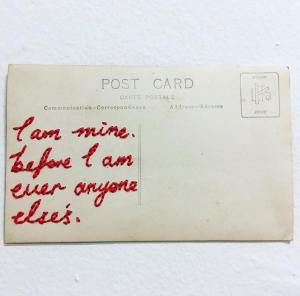 POST CARD
CARTE POSTALE
Communication-Correspondance
Address-Adresse
I am mine.
before I am
ever anyone
else's.